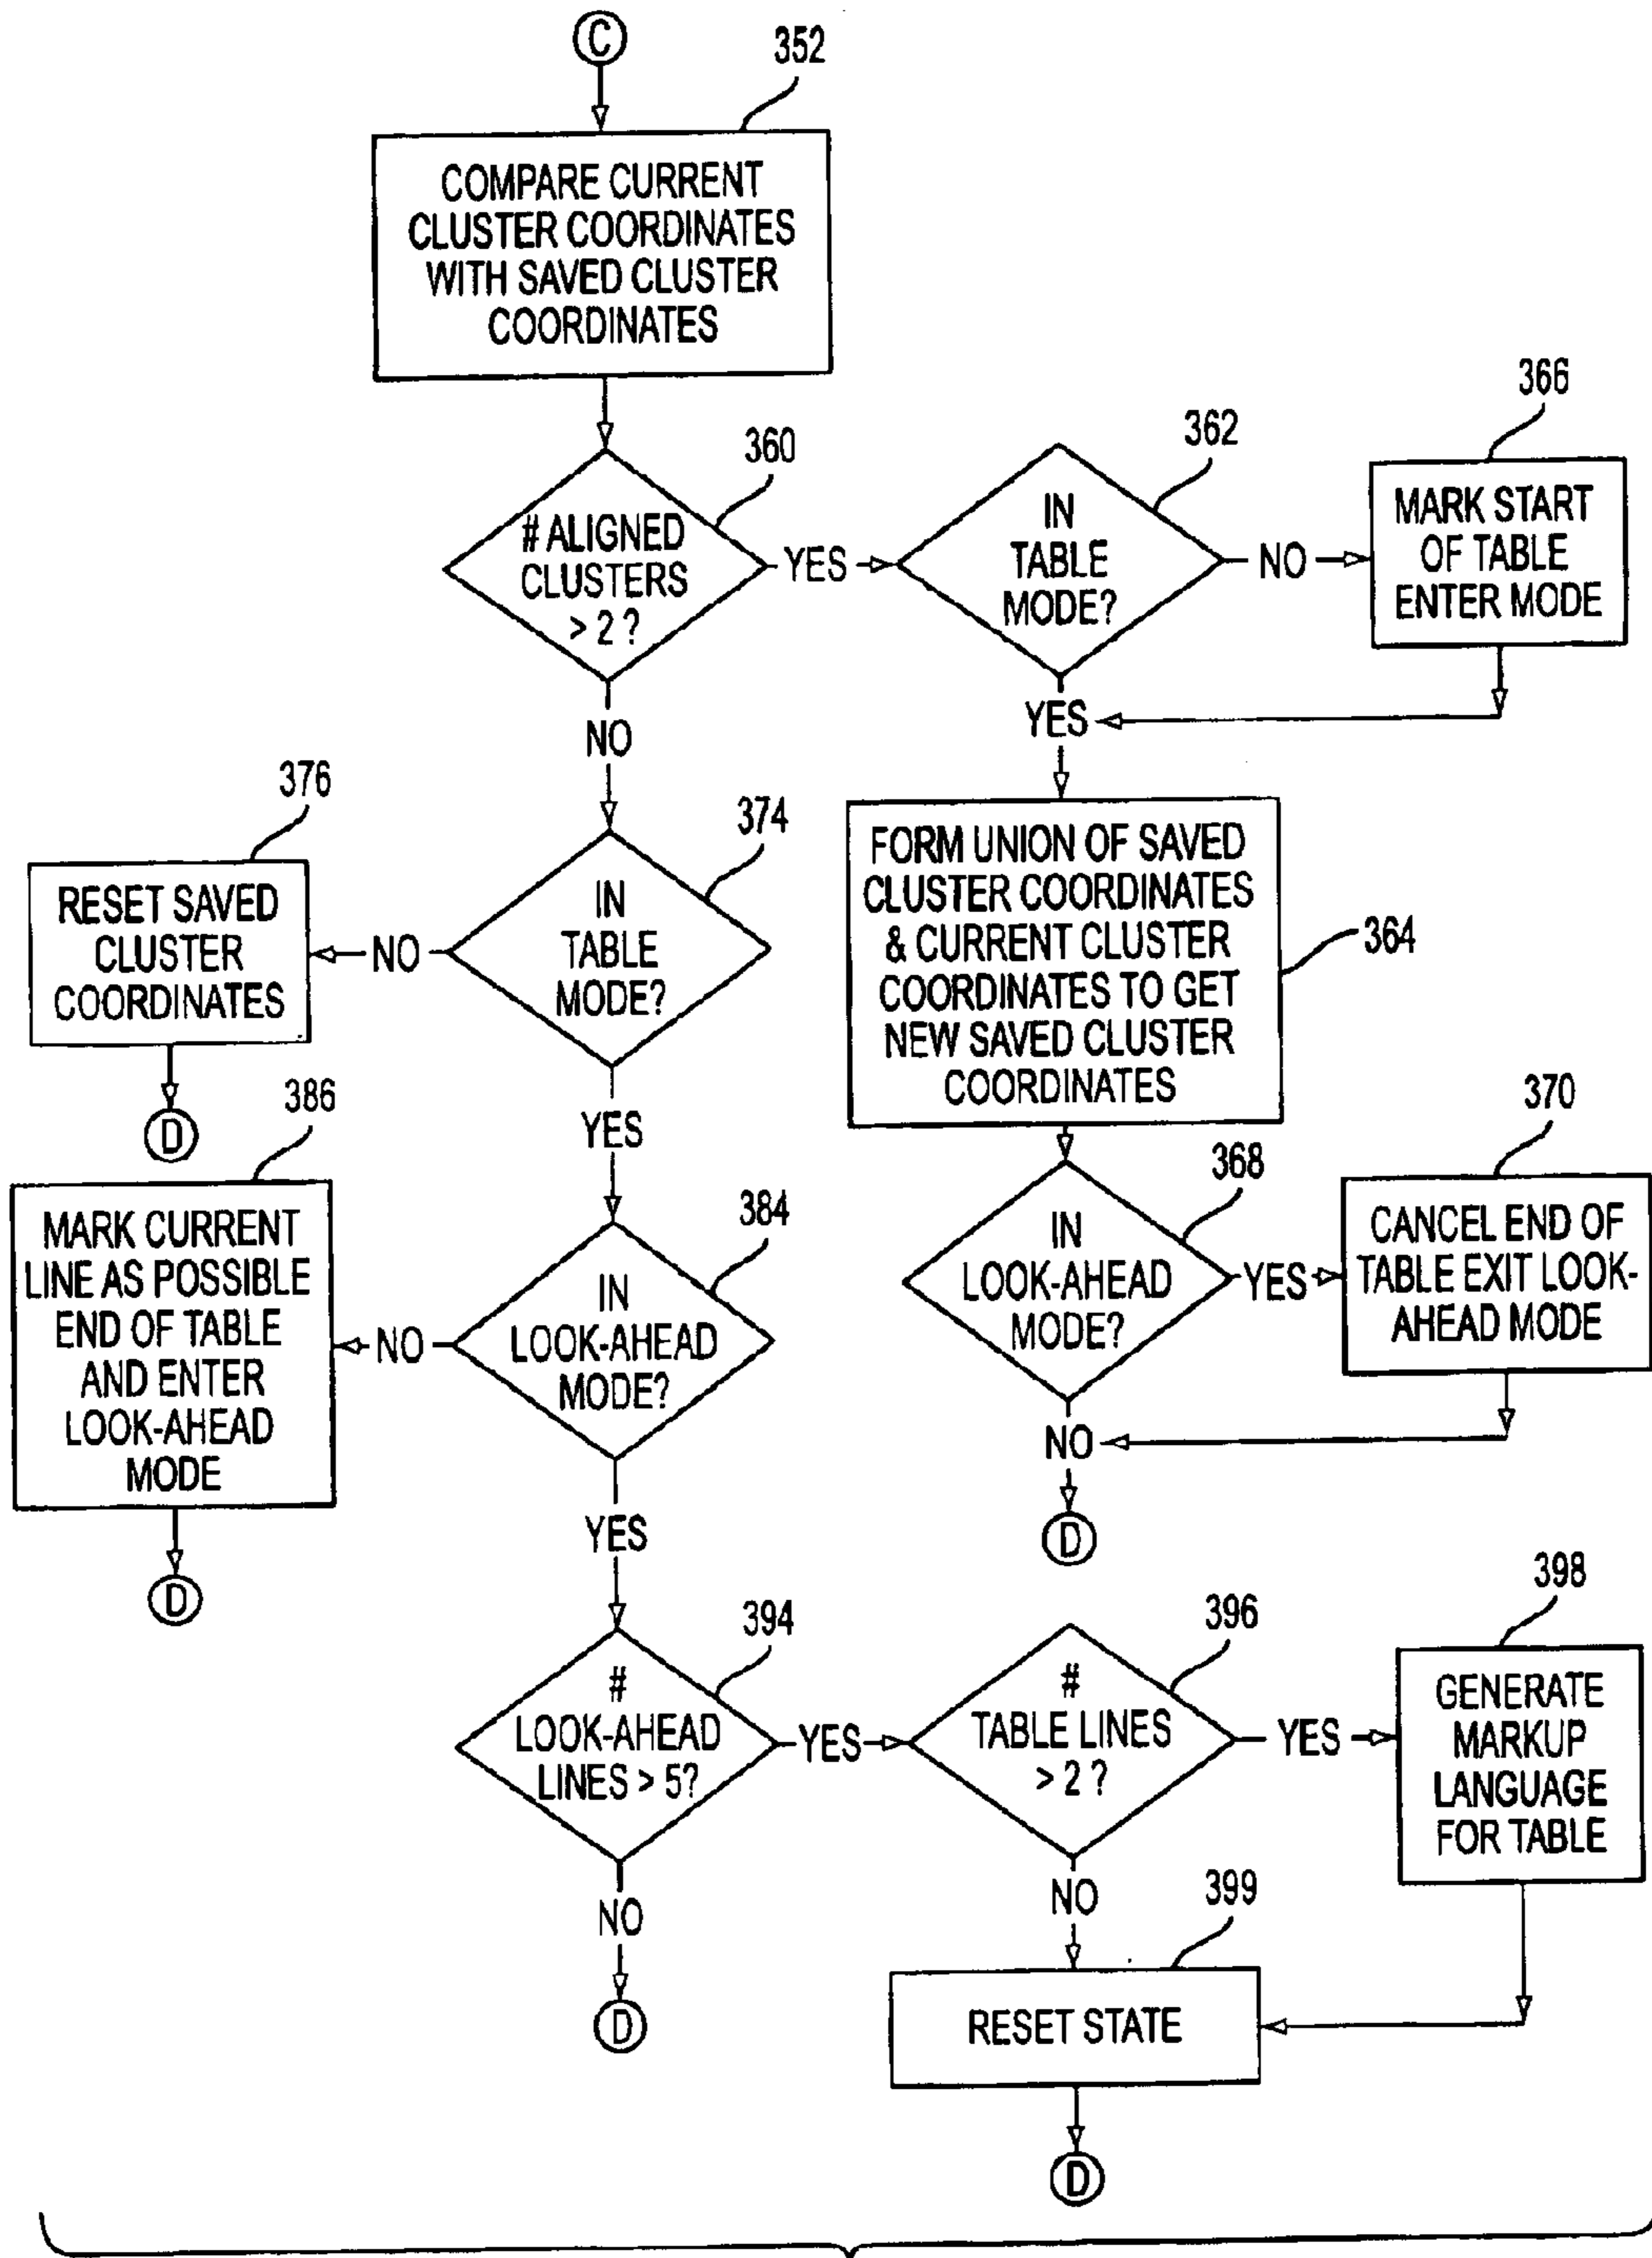 C
352
COMPARE CURRENT
CLUSTER COORDINATES
WITH SAVED CLUSTER
COORDINATES
360
# ALIGNED
CLUSTERS
> 2 ?
YES
362
IN
TABLE
MODE?
NO
366
MARK START
OF TABLE
ENTER MODE
YES
NO
376
RESET SAVED
CLUSTER
COORDINATES
NO
374
IN
TABLE
MODE?
364
FORM UNION OF SAVED
CLUSTER COORDINATES
& CURRENT CLUSTER
COORDINATES TO GET
NEW SAVED CLUSTER
COORDINATES
D
YES
386
MARK CURRENT
LINE AS POSSIBLE
END OF TABLE
AND ENTER
LOOK-AHEAD
MODE
NO
384
IN
LOOK-AHEAD
MODE?
368
IN
LOOK-AHEAD
MODE?
YES
370
CANCEL END OF
TABLE EXIT LOOK-
AHEAD MODE
NO
D
D
YES
394
#
LOOK-AHEAD
LINES > 5?
YES
396
#
TABLE LINES
> 2 ?
YES
398
GENERATE
MARKUP
LANGUAGE
FOR TABLE
NO
D
NO
399
RESET STATE
D